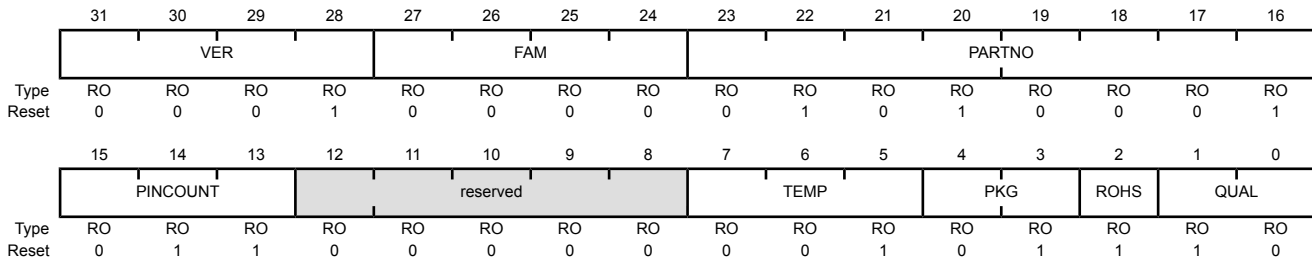 31 30 29 28 27 26 25 24 23 22 21 20 19 18 17 16
VER FAM PARTNO
Type RO RO RO RO RO RO RO RO RO RO RO RO RO RO RO RO
Reset 0 0 0 1 0 0 0 0 0 1 0 1 0 0 0 1
15 14 13 12 11 10 9 8 7 6 5 4 3 2 1 0
PINCOUNT reserved TEMP PKG ROHS QUAL
Type RO RO RO RO RO RO RO RO RO RO RO RO RO RO RO RO
Reset 0 1 1 0 0 0 0 0 0 0 1 0 1 1 1 0